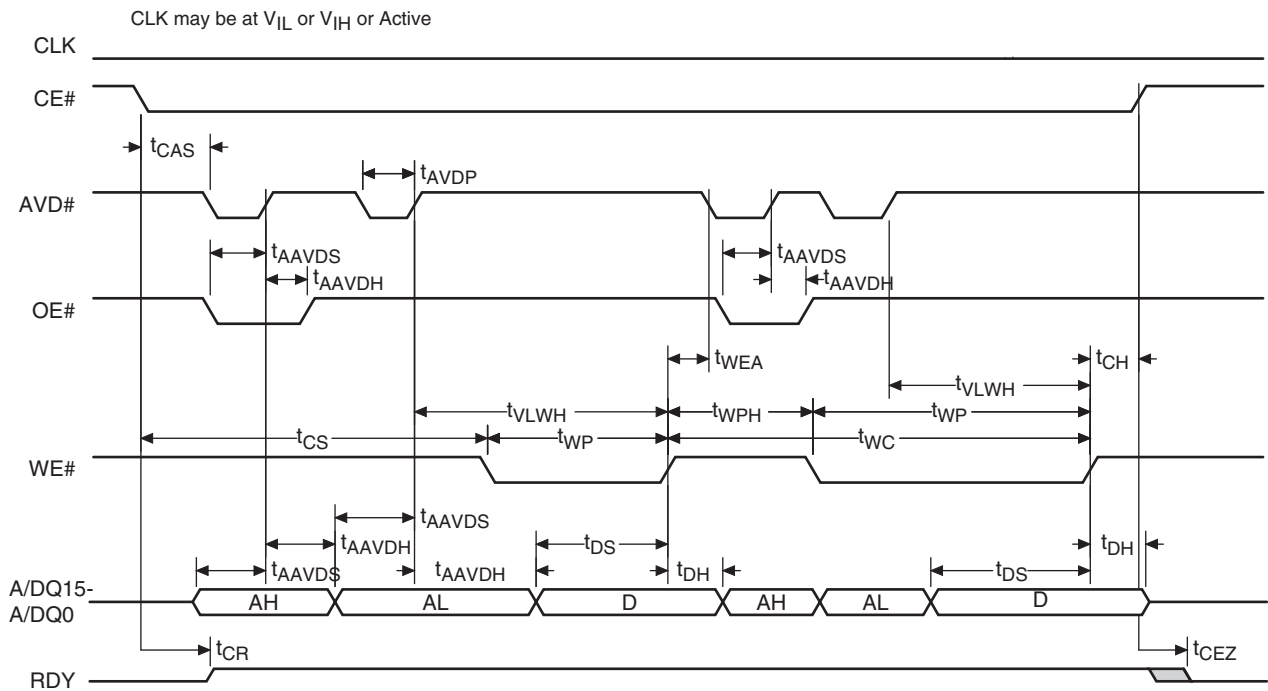 CLK may be at VIL or VIH or Active
CLK
CE#
tCAS
tAVDP
AVD#
tAAVDS
tAAVDS
tAAVDH
tAAVDH
OE#
tWEA
tCH
tVLWH
tVLWH
tWPH
tWP
tCS
tWP
tWC
WE#
tAAVDS
tAAVDH
tDS
tDH
tAAVDS
tAAVDH
tDH
tDS
A/DQ15-
A/DQ0
AH
AL
D
AH
AL
D
tCR
tCEZ
RDY